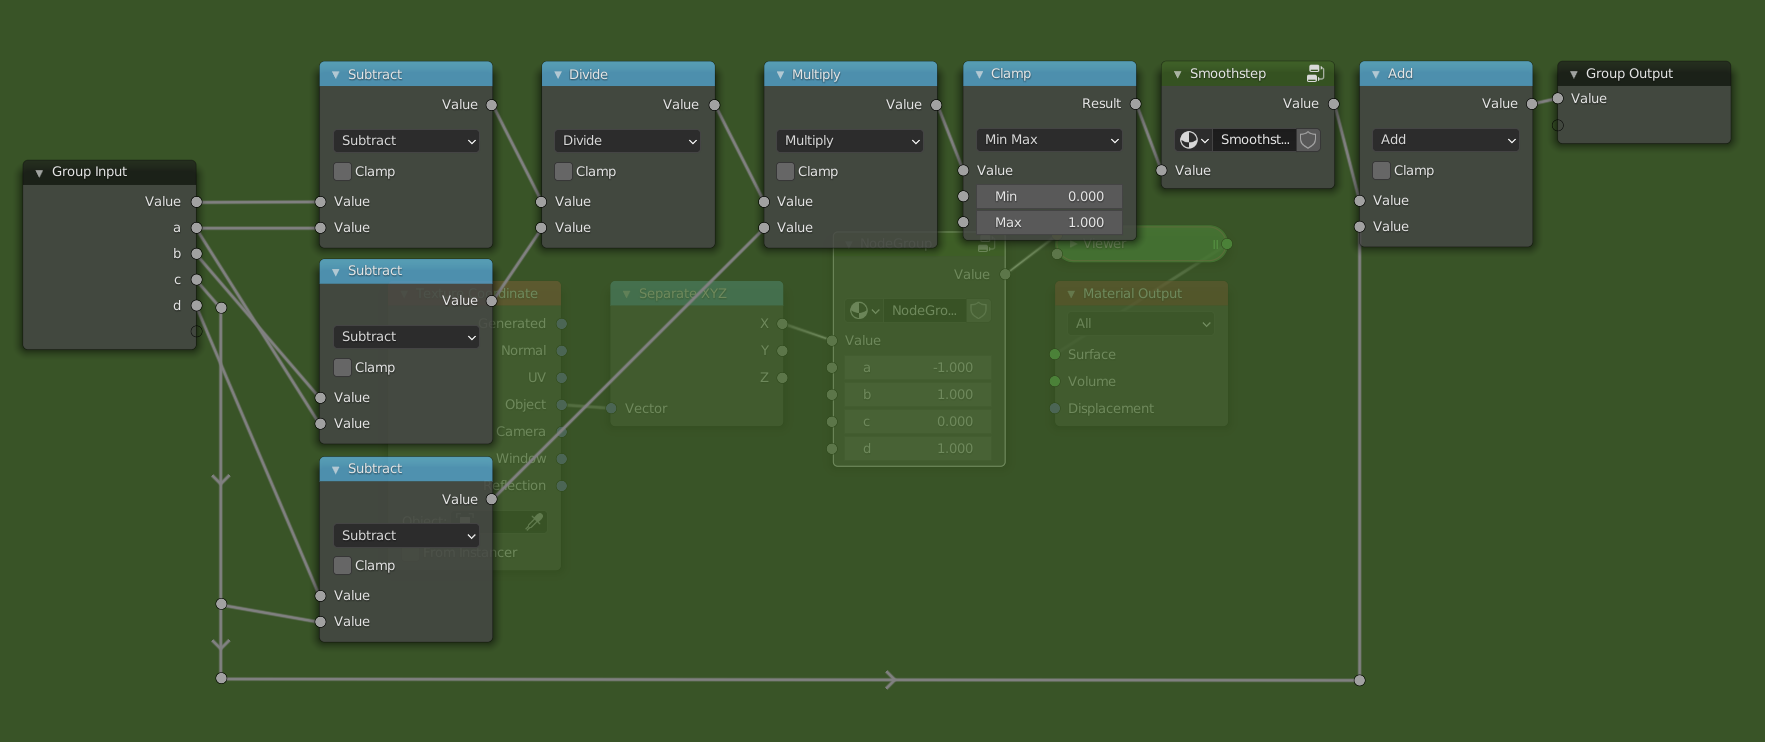 Group Input
Value
a
b
c
d
Subtract
Value
Subtract
Clamp
Value
Value
Subtract
Value
Subtract
Clamp
Value
Value
Subtract
Value
Subtract
Clamp
Value
Value
Divide
Value
Divide
Clamp
Value
Value
Multiply
Value
Multiply
Clamp
Value
Value
Clamp
Result
Min Max
Value
Min 0.000
Max 1.000
Smoothstep
Value
Smoothst...
Value
Add
Value
Add
Clamp
Value
Value
Group Output
Value
Generated
Normal
UV
Object
Camera
Window
Reflection
From Instancer
Separate XYZ
X
Y
Z
Vector
NodeGroup
Value
NodeGro...
Value
a -1.000
b 1.000
c 0.000
d 1.000
Viewer
Material Output
All
Surface
Volume
Displacement